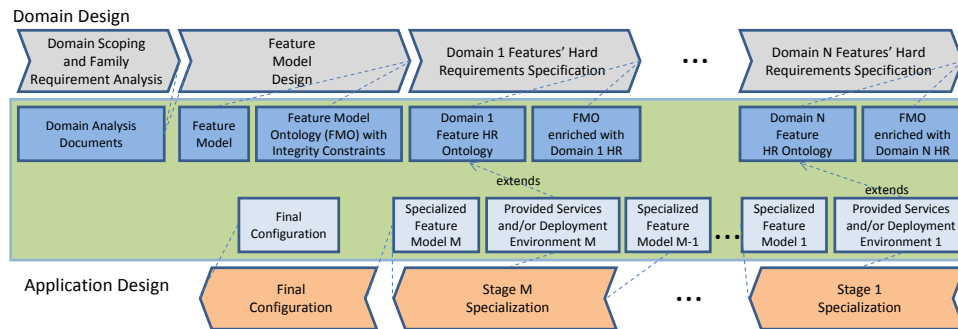 Domain Design
Domain Scoping
and Family
Requirement Analysis
Feature
Model
Design
Domain 1 Features' Hard
Requirements Specification
...
Domain N Features' Hard
Requirements Specification
Domain Analysis
Documents
Feature
Model
Feature Model
Ontology (FMO) with
Integrity Constraints
Domain 1
Feature HR
Ontology
FMO
enriched with
Domain 1 HR
Domain N
Feature
HR Ontology
FMO
enriched with
Domain N HR
extends
extends
Final
Configuration
Specialized
Feature
Model M
Provided Services
and/or Deployment
Environment M
Specialized
Feature
Model M-1
...
Specialized
Feature
Model 1
Provided Services
and/or Deployment
Environment 1
Application Design
Final
Configuration
Stage M
Specialization
...
Stage 1
Specialization